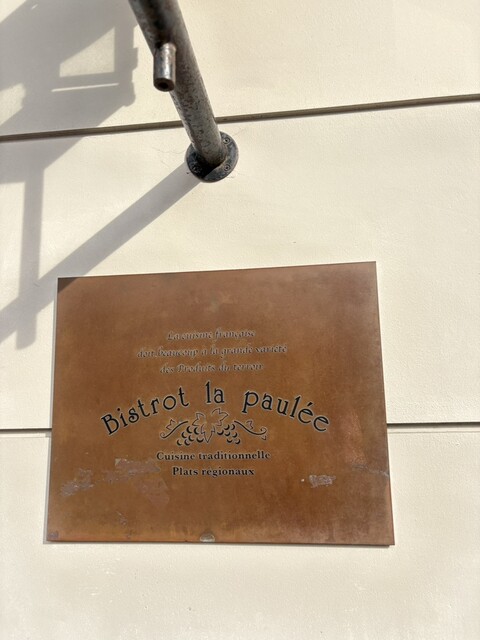 La cuisine française
doit beaucoup à la grande variété
des Produits du terroir
Bistrot la paulée
Cuisine traditionnelle
Plats régionaux